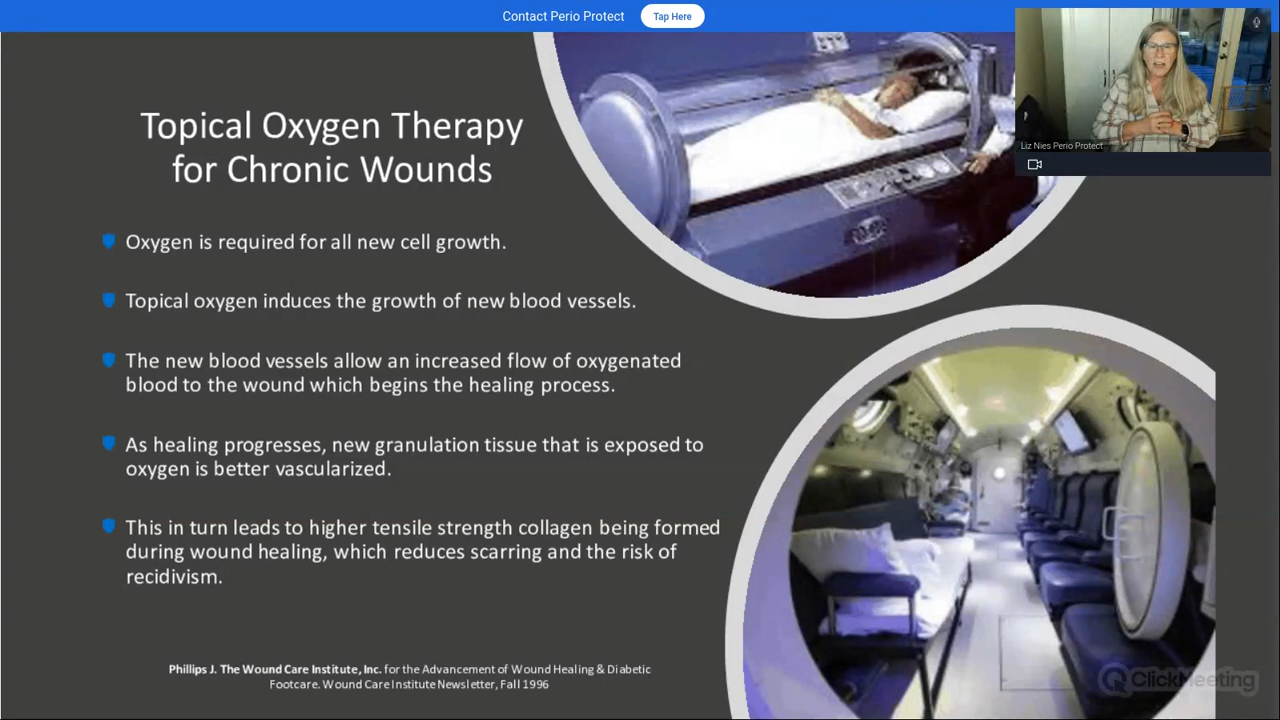 Contact Perio Protect
Tap Here
Liz Nies Perio Protect
Topical Oxygen Therapy
for Chronic Wounds
Oxygen is required for all new cell growth.
Topical oxygen induces the growth of new blood vessels.
The new blood vessels allow an increased flow of oxygenated
blood to the wound which begins the healing process.
As healing progresses, new granulation tissue that is exposed to
oxygen is better vascularized.
This in turn leads to higher tensile strength collagen being formed
during wound healing, which reduces scarring and the risk of
recidivism.
Phillips J. The Wound Care Institute, Inc. for the Advancement of Wound Healing & Diabetic
Footcare. Wound Care Institute Newsletter, Fall 1996
ClickMeeting